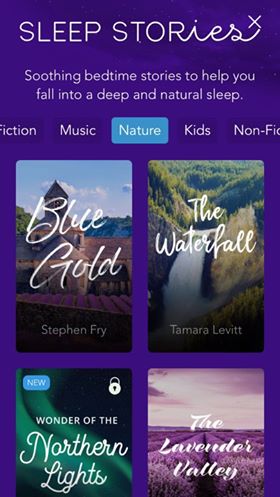 SLEEP STORies
Soothing bedtime stories to help you
fall into a deep and natural sleep.
Fiction Music Nature Kids Non-Fic
Blue
Gold
Stephen Fry
The
Waterfall
Tamara Levitt
NEW
WONDER OF THE
Northern
Lights
The
Lavender
Valley